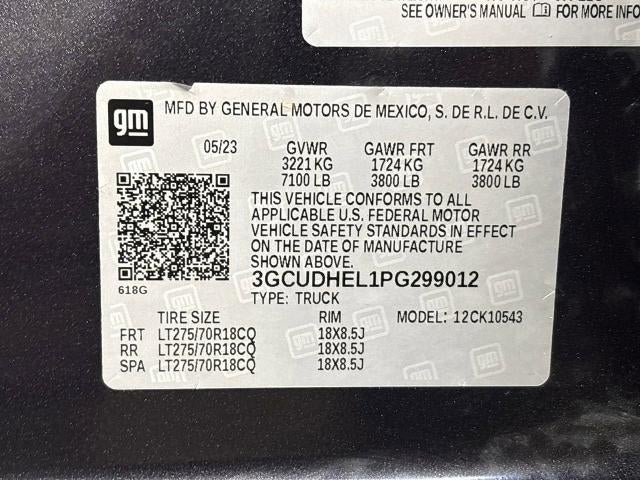 SEE OWNER'S MANUAL FOR MORE INFO
gm
MFD BY GENERAL MOTORS DE MEXICO, S. DE R.L. DE C.V.
05/23 GVWR GAWR FRT GAWR RR
3221 KG 1724 KG 1724 KG
7100 LB 3800 LB 3800 LB
THIS VEHICLE CONFORMS TO ALL
APPLICABLE U.S. FEDERAL MOTOR
VEHICLE SAFETY STANDARDS IN EFFECT
ON THE DATE OF MANUFACTURE
SHOWN ABOVE.
618G 3GCUDHEL1PG299012
TYPE: TRUCK
TIRE SIZE RIM MODEL: 12CK10543
FRT LT275/70R18CQ 18X8.5J
RR LT275/70R18CQ 18X8.5J
SPA LT275/70R18CQ 18X8.5J